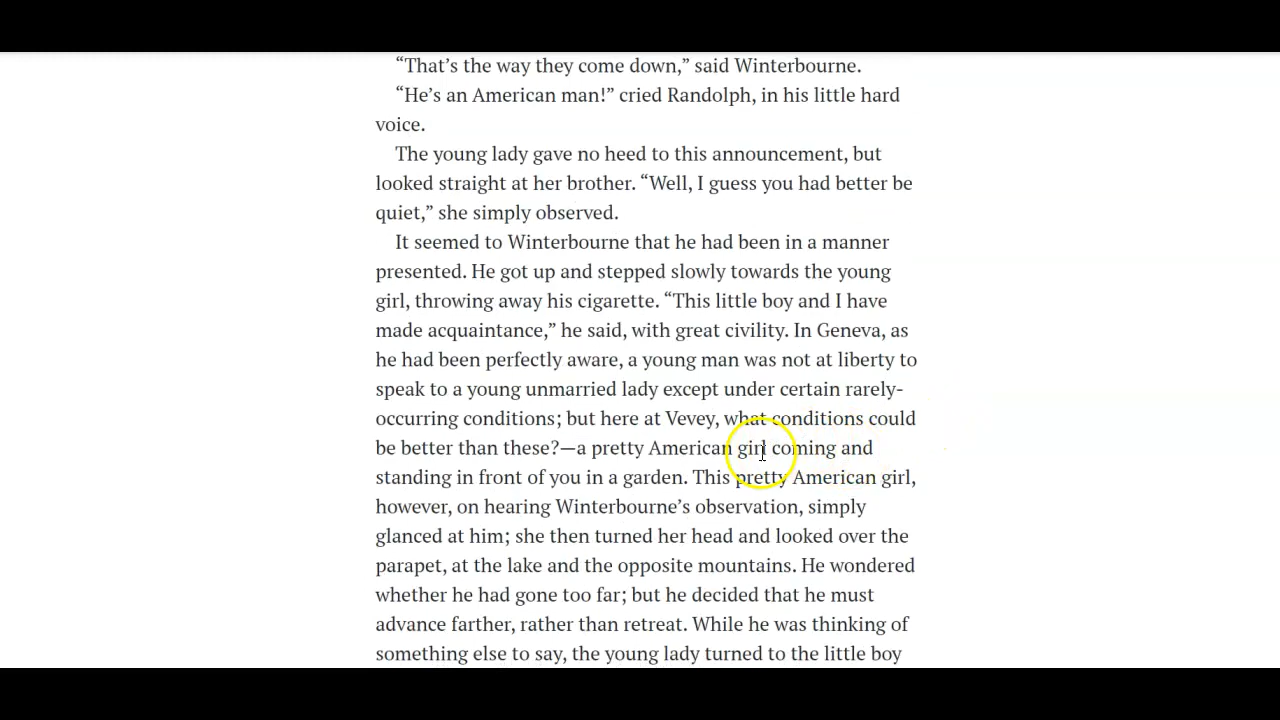 “That’s the way they come down,” said Winterbourne.
“He’s an American man!” cried Randolph, in his little hard
voice.
The young lady gave no heed to this announcement, but
looked straight at her brother. “Well, I guess you had better be
quiet,” she simply observed.
It seemed to Winterbourne that he had been in a manner
presented. He got up and stepped slowly towards the young
girl, throwing away his cigarette. “This little boy and I have
made acquaintance,” he said, with great civility. In Geneva, as
he had been perfectly aware, a young man was not at liberty to
speak to a young unmarried lady except under certain rarely-
occurring conditions; but here at Vevey, what conditions could
be better than these?—a pretty American girl coming and
standing in front of you in a garden. This pretty American girl,
however, on hearing Winterbourne’s observation, simply
glanced at him; she then turned her head and looked over the
parapet, at the lake and the opposite mountains. He wondered
whether he had gone too far; but he decided that he must
advance farther, rather than retreat. While he was thinking of
something else to say, the young lady turned to the little boy